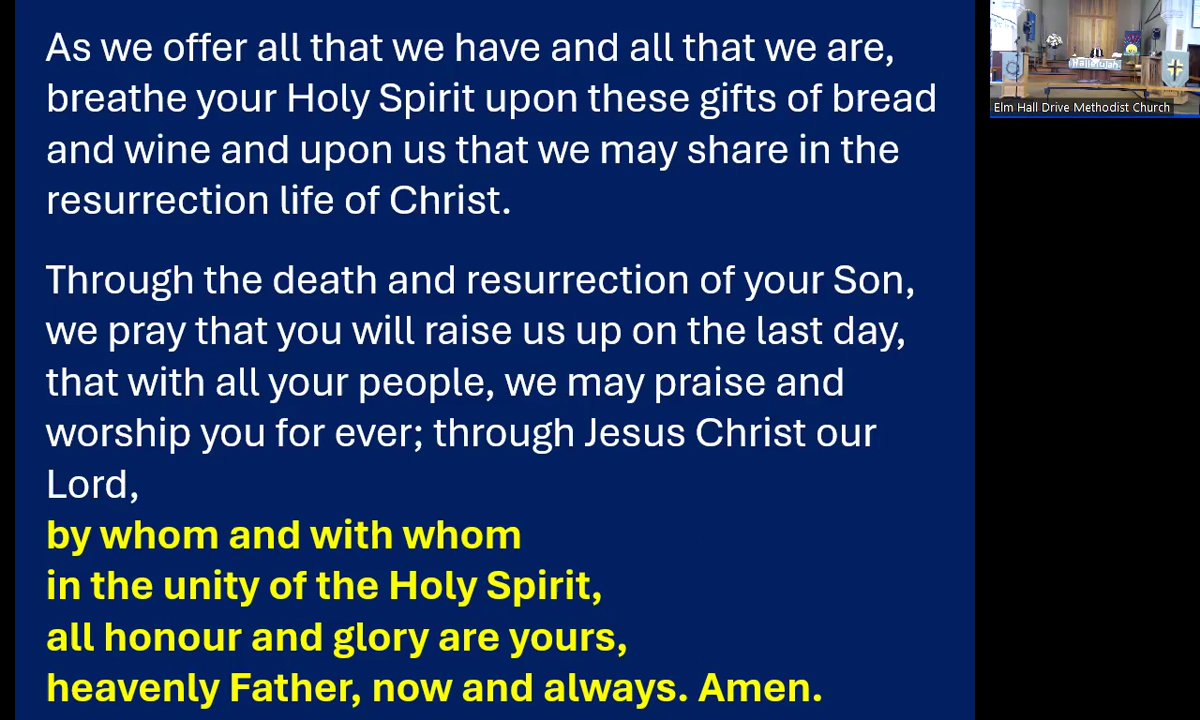 As we offer all that we have and all that we are,
breathe your Holy Spirit upon these gifts of bread
and wine and upon us that we may share in the
resurrection life of Christ.
Through the death and resurrection of your Son,
we pray that you will raise us up on the last day,
that with all your people, we may praise and
worship you for ever; through Jesus Christ our
Lord,
by whom and with whom
in the unity of the Holy Spirit,
all honour and glory are yours,
heavenly Father, now and always. Amen.
Hallelujah
Elm Hall Drive Methodist Church